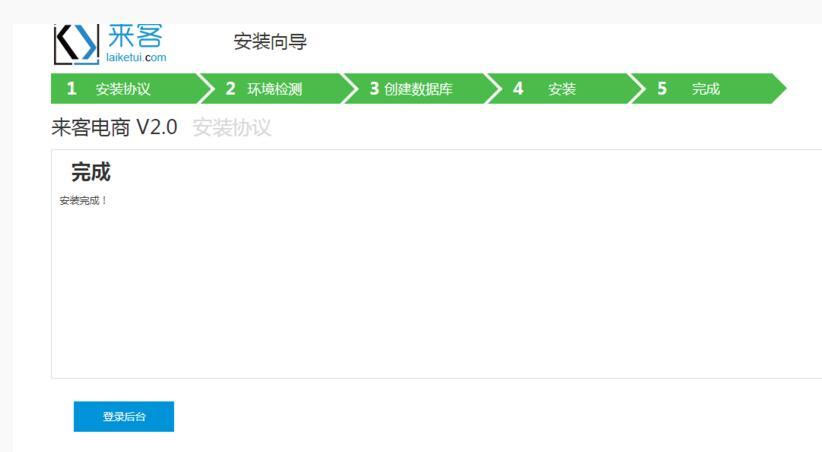 来客
laiketui.com
安装向导
1 安装协议 2 环境检测 3 创建数据库 4 安装 5 完成
来客电商 V2.0 安装协议
完成
安装完成！
登录后台